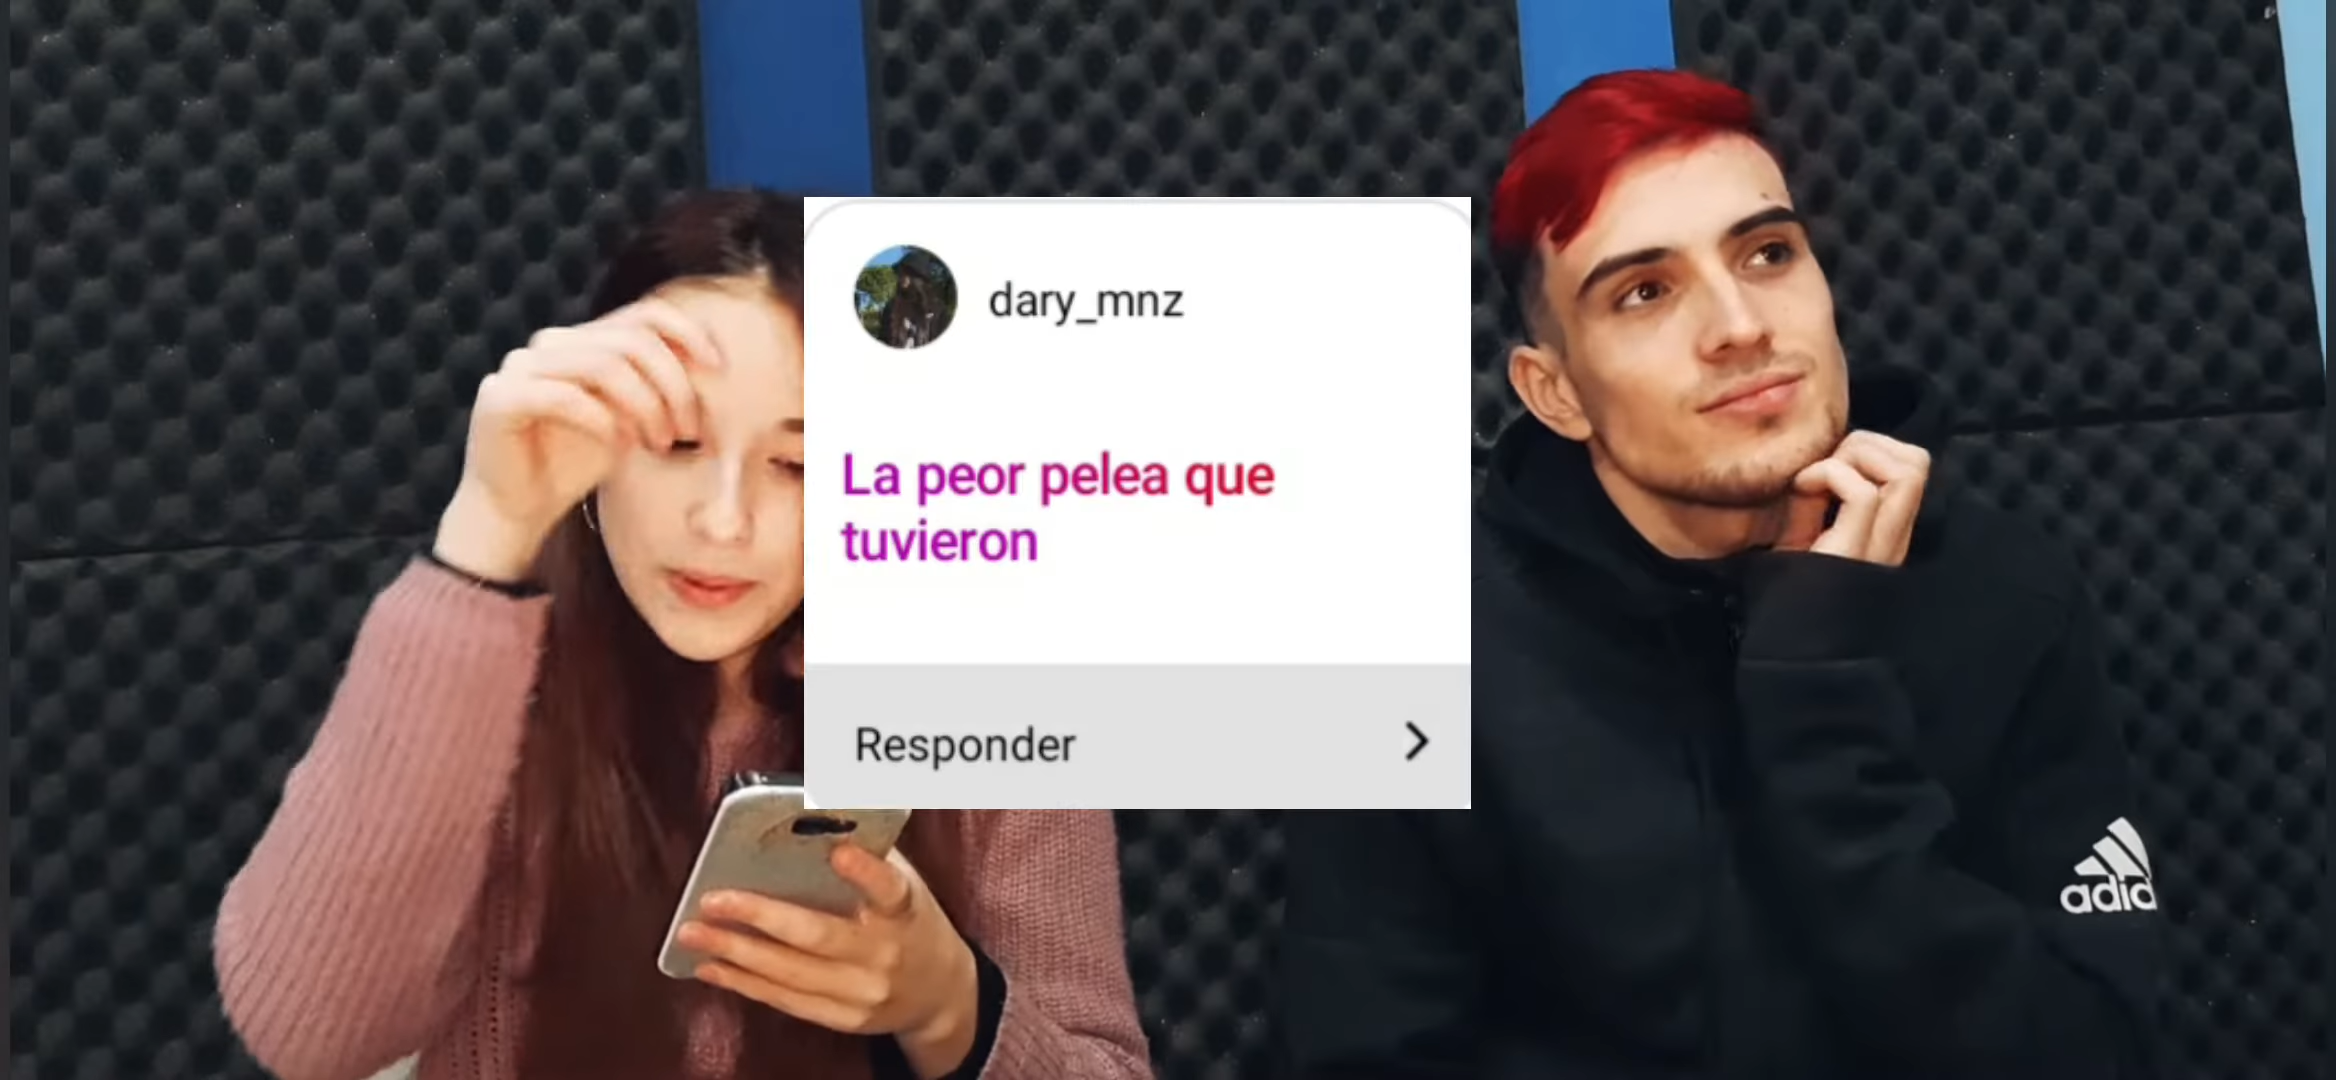 dary_mnz
La peor pelea que
tuvieron
Responder
adid